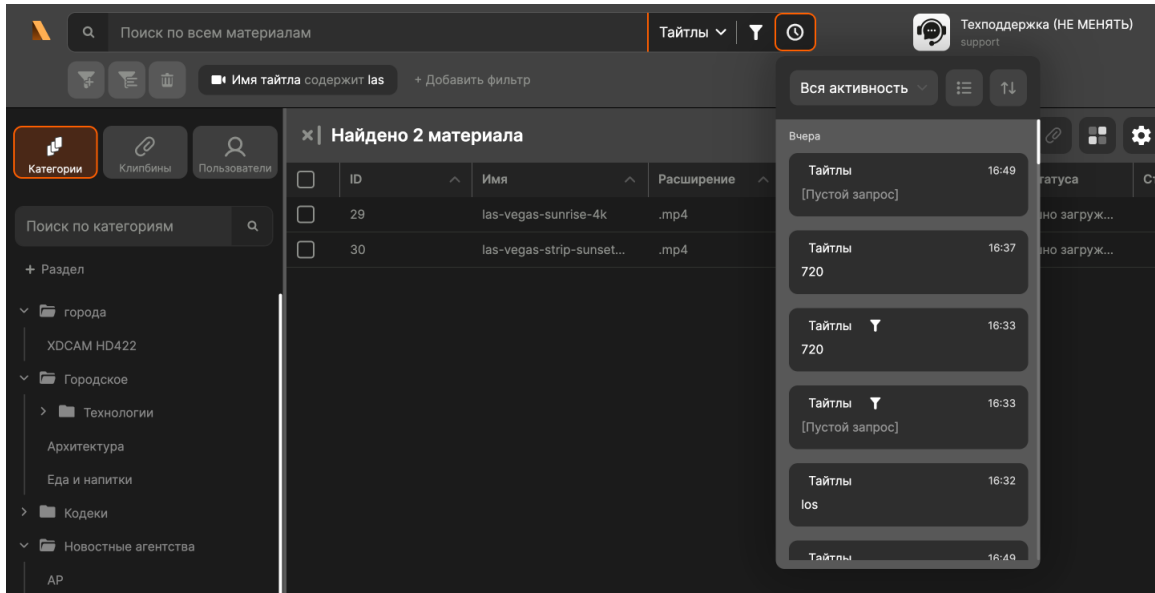 Поиск по всем материалам
Тайтлы
Техподдержка (НЕ МЕНЯТЬ)
support
Имя тайтла содержит las
+ Добавить фильтр
Вся активность
Категории
Клипбины
Пользователи
Найдено 2 материала
ID
Имя
Расширение
29
las-vegas-sunrise-4k
.mp4
30
las-vegas-strip-sunset...
.mp4
Поиск по категориям
+ Раздел
города
XDCAM HD422
Городское
Технологии
Архитектура
Еда и напитки
Кодеки
Новостные агентства
AP
Вчера
Тайтлы 16:49
[Пустой запрос]
Тайтлы 16:37
720
Тайтлы 16:33
720
Тайтлы 16:33
[Пустой запрос]
Тайтлы 16:32
los
Тайтлы 16:49